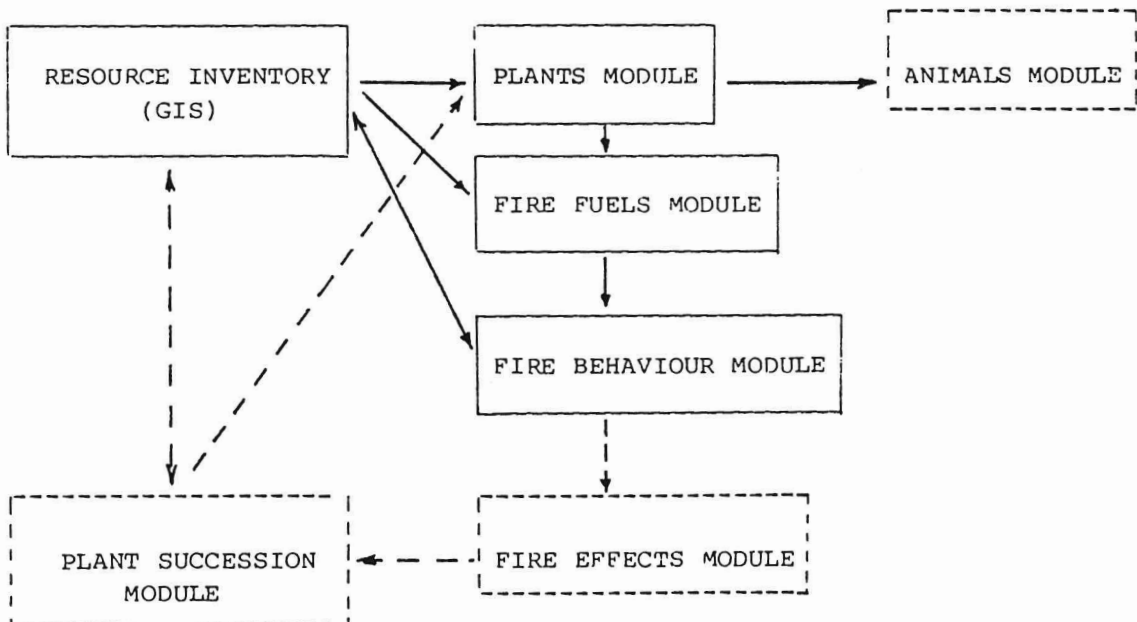 RESOURCE INVENTORY
(GIS)
PLANTS MODULE
ANIMALS MODULE
FIRE FUELS MODULE
FIRE BEHAVIOUR MODULE
PLANT SUCCESSION
MODULE
FIRE EFFECTS MODULE